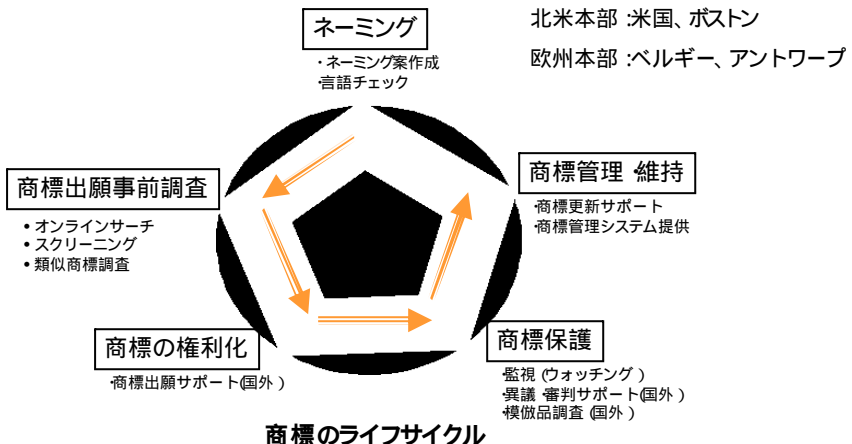 ネーミング
・ネーミング案作成
・言語チェック
北米本部:米国、ボストン
欧州本部:ベルギー、アントワープ
商標出願事前調査
• オンラインサーチ
• スクリーニング
• 類似商標調査
商標管理・維持
・商標更新サポート
・商標管理システム提供
商標の権利化
・商標出願サポート(国外)
商標保護
・監視(ウォッチング)
・異議・審判サポート(国外)
・模倣品調査(国外)
商標のライフサイクル